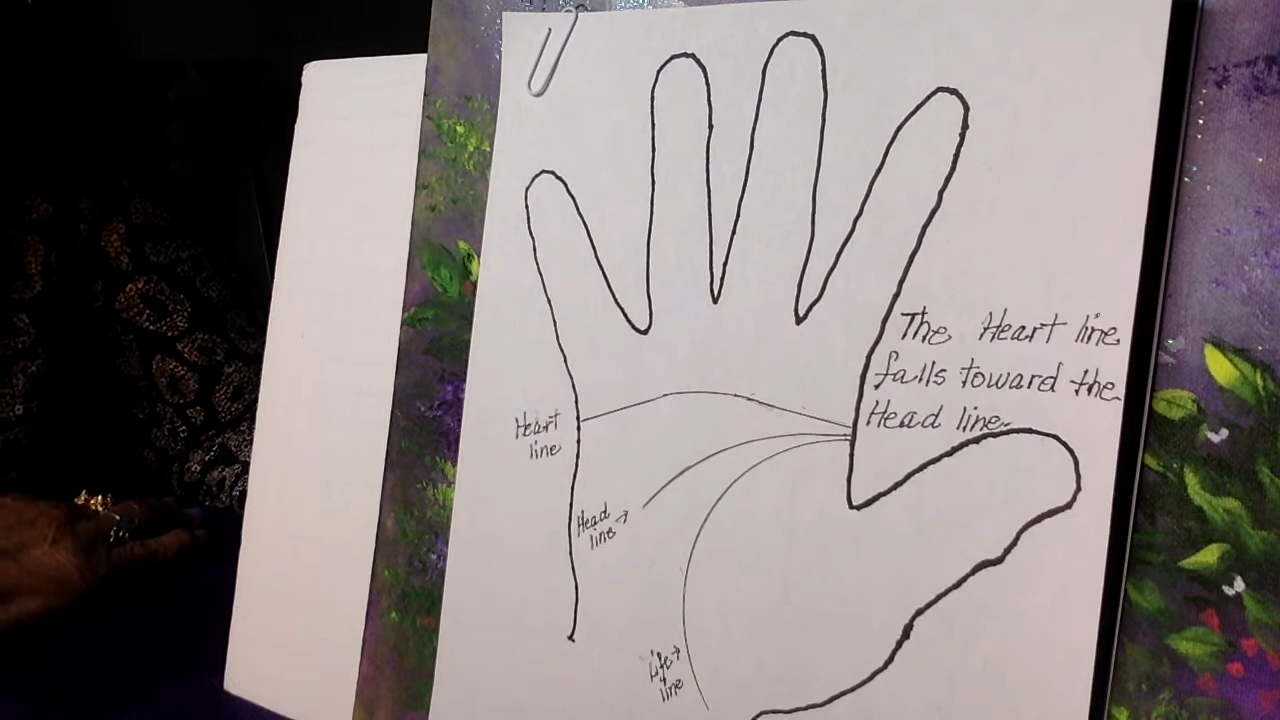 The Heart line
falls toward the
Head line
Heart
line
Head
line
Life
line